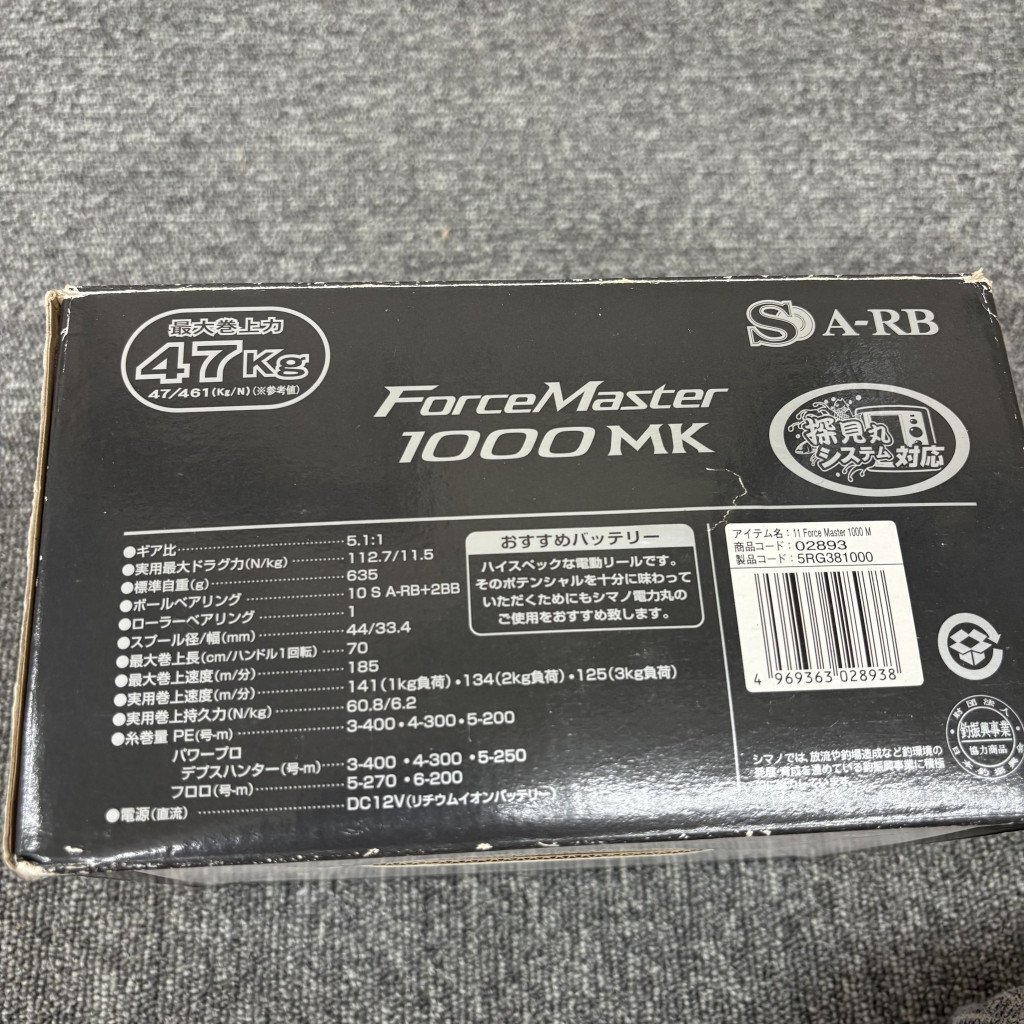 最大巻上力
47Kg
47/461(Kg/N)(※参考値)
S A-RB
ForceMaster
1000 MK
探見丸
システム対応
●ギア比 5.1:1
●実用最大ドラグ力(N/kg) 112.7/11.5
●標準自重(g) 635
●ボールベアリング 10 S A-RB+2BB
●ローラーベアリング 1
●スプール径/幅(mm) 44/33.4
●最大巻上長(cm/ハンドル1回転) 70
●最大巻上速度(m/分) 185
●実用巻上速度(m/分) 141(1kg負荷)・134(2kg負荷)・125(3kg負荷)
●実用巻上持久力(N/kg) 60.8/6.2
●糸巻量 PE(号-m) 3-400・4-300・5-200
パワープロ
デプスハンター(号-m) 3-400・4-300・5-250
フロロ(号-m) 5-270・6-200
●電源(直流) DC12V(リチウムイオンバッテリー)
おすすめバッテリー
ハイスペックな電動リールです。
そのポテンシャルを十分に味わって
いただくためにもシマノ電力丸の
ご使用をおすすめ致します。
アイテム名:11 Force Master 1000 M
商品コード:02893
製品コード:5RG381000
4 969363 028938
財団法人
釣振興事業
協力商品
シマノでは、放流や釣場造成など釣環境の